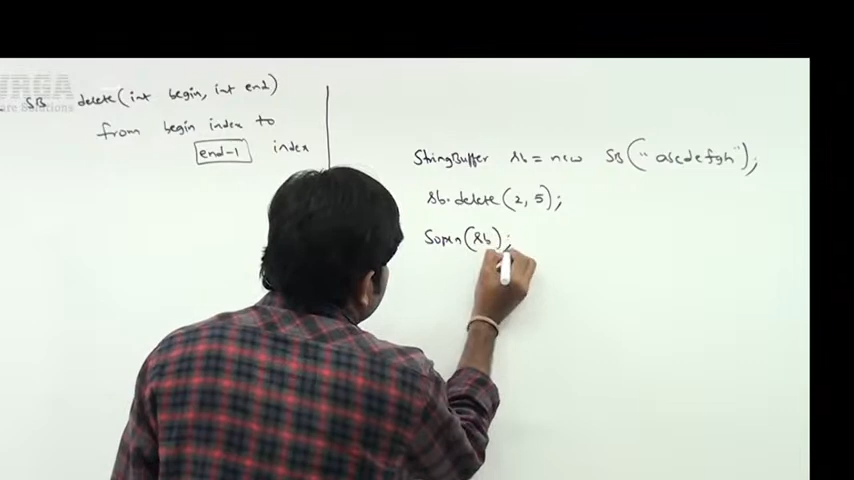 SB delete(int begin, int end)
from begin index to
end-1 index
StringBuffer sb = new SB("abcdefgh");
sb.delete(2, 5);
Sopln(sb);